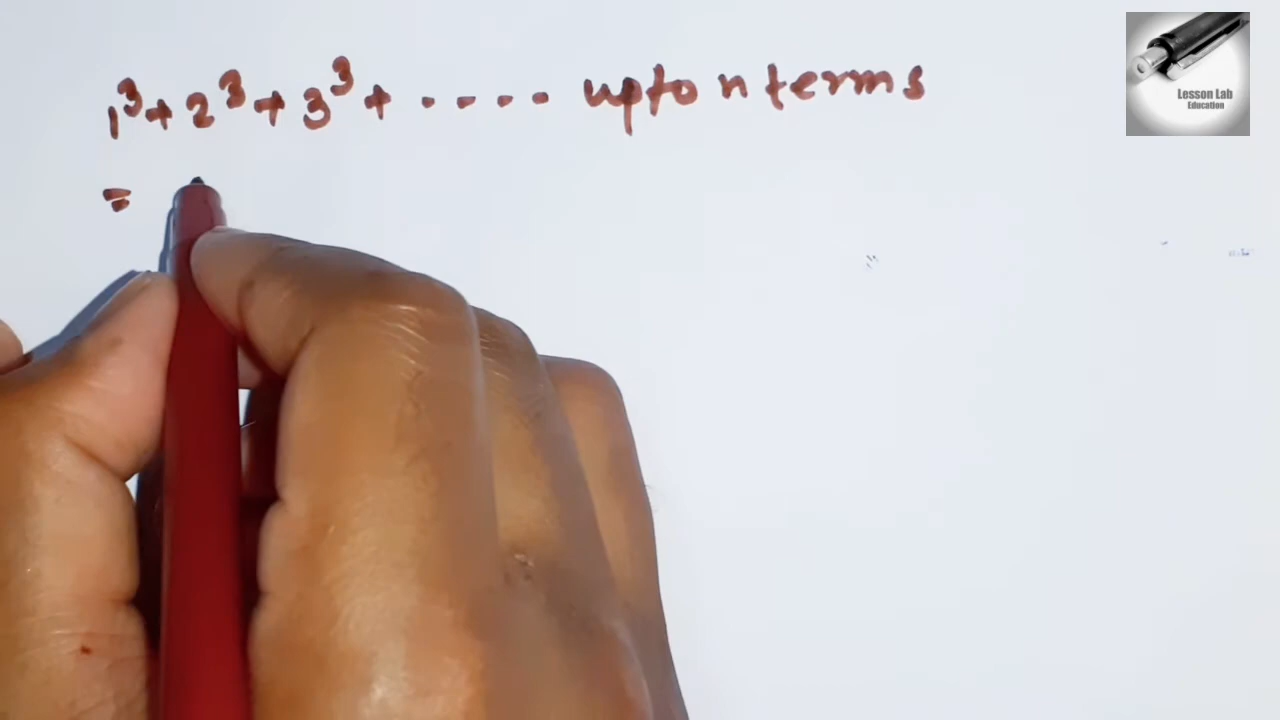 1³+2³+3³+ ..... upto n terms
=
Lesson Lab
Education